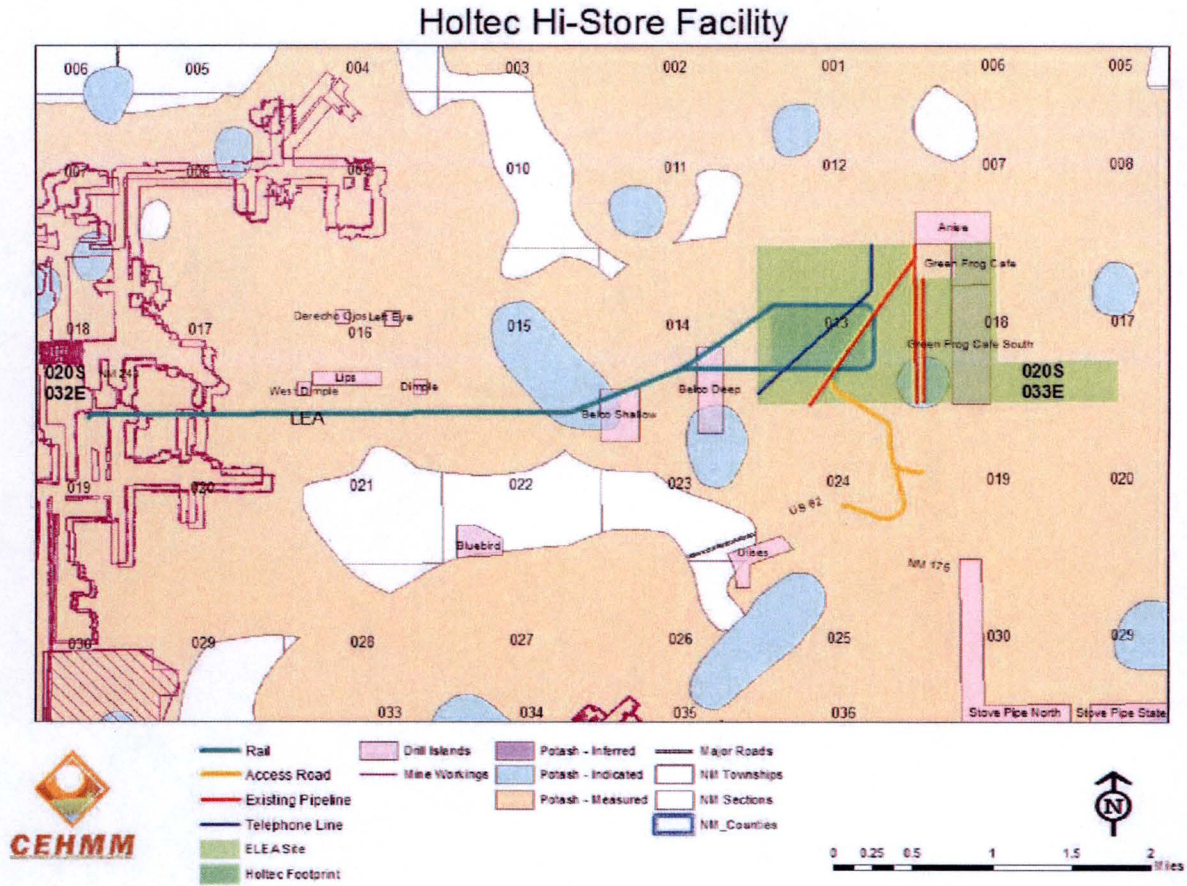 Holtec Hi-Store Facility
006 005 004 003 002 001 006 005
007 008 009 010 011 012 007 008
Anise
Green Frog Cafe
Derecho Ojos Left Eye
018 017 016 015 014 013 018 017
Green Frog Cafe South
020S
032E
NM 243
Lips
West Dimple
Dimple
Belco Deep
020S
033E
LEA
Belco Shallow
019 020 021 022 023 024 019 020
US 62
Bluebird
Ulises
NM 176
030 029 028 027 026 025 030 029
033 034 035 036
Stove Pipe North
Stove Pipe State
CEHMM
Rail
Access Road
Existing Pipeline
Telephone Line
ELEA Site
Holtec Footprint
Drill Islands
Mine Workings
Potash - Inferred
Potash - Indicated
Potash - Measured
Major Roads
NM Townships
NM Sections
NM_Counties
N
0 0.25 0.5 1 1.5 2
Miles